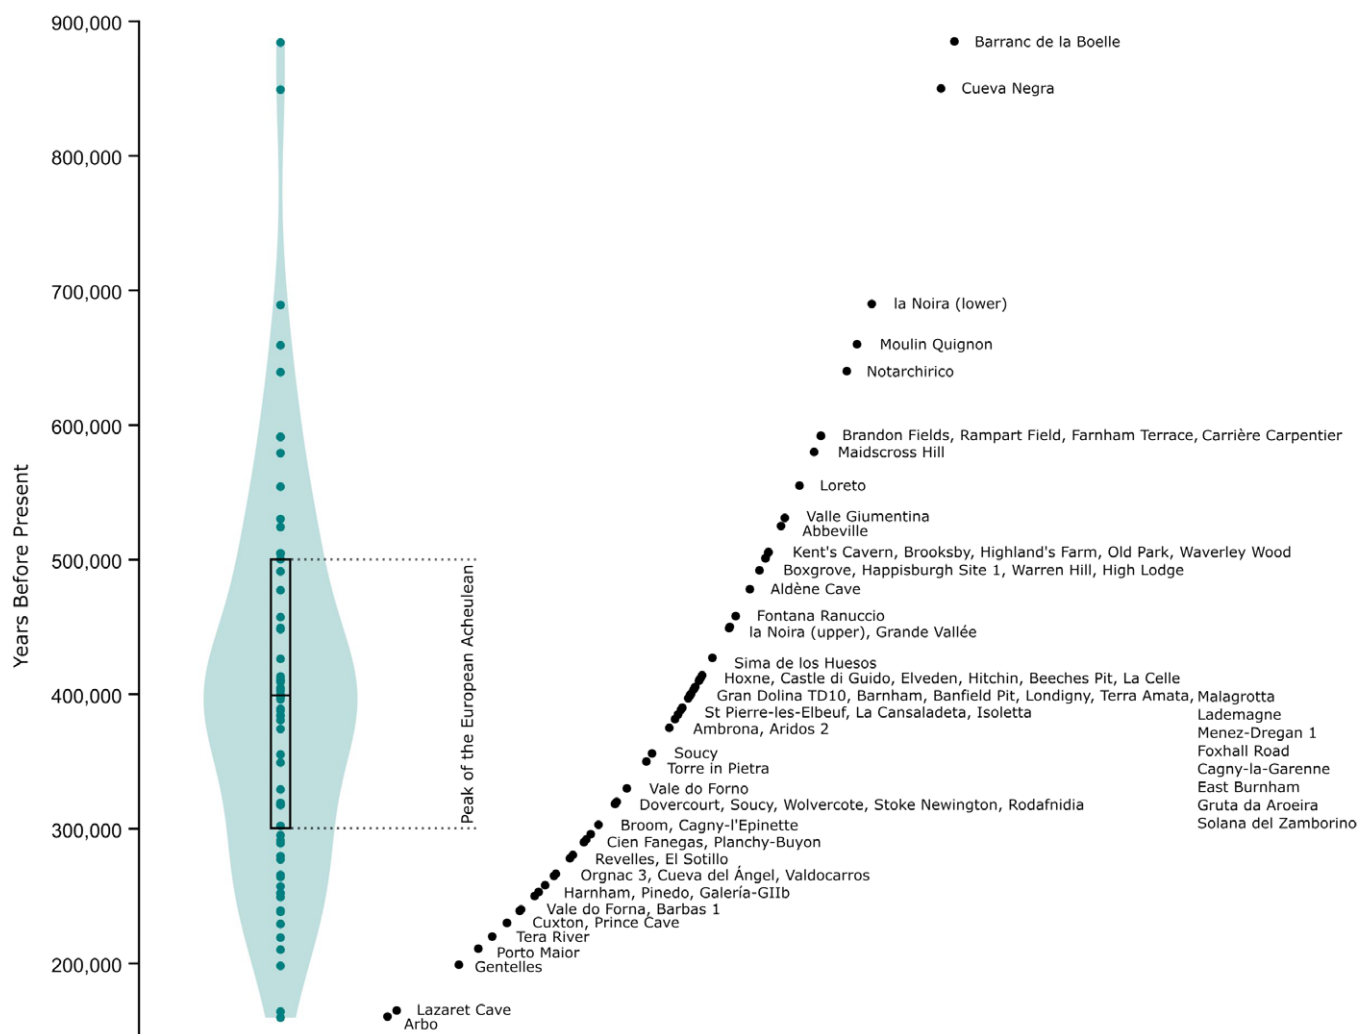 900,000
Barranc de la Boelle
Cueva Negra
800,000
700,000
la Noira (lower)
Moulin Quignon
Notarchirico
600,000
Brandon Fields, Rampart Field, Farnham Terrace, Carrière Carpentier
Maidscross Hill
Loreto
Valle Giumentina
Abbeville
Kent's Cavern, Brooksby, Highland's Farm, Old Park, Waverley Wood
500,000
Boxgrove, Happisburgh Site 1, Warren Hill, High Lodge
Aldène Cave
Fontana Ranuccio
la Noira (upper), Grande Vallée
Sima de los Huesos
Hoxne, Castle di Guido, Elveden, Hitchin, Beeches Pit, La Celle
400,000
Gran Dolina TD10, Barnham, Banfield Pit, Londigny, Terra Amata, Malagrotta
St Pierre-les-Elbeuf, La Cansaladeta, Isoletta
Lademagne
Ambrona, Aridos 2
Menez-Dregan 1
Soucy
Foxhall Road
Torre in Pietra
Cagny-la-Garenne
Vale do Forno
East Burnham
Dovercourt, Soucy, Wolvercote, Stoke Newington, Rodafnidia
Gruta da Aroeira
300,000
Broom, Cagny-l'Epinette
Solana del Zamborino
Cien Fanegas, Planchy-Buyon
Revelles, El Sotillo
Orgnac 3, Cueva del Ángel, Valdocarros
Harnham, Pinedo, Galería-GIIb
Vale do Forna, Barbas 1
Cuxton, Prince Cave
Tera River
Porto Maior
200,000
Gentelles
Lazaret Cave
Arbo
Years Before Present
Peak of the European Acheulean